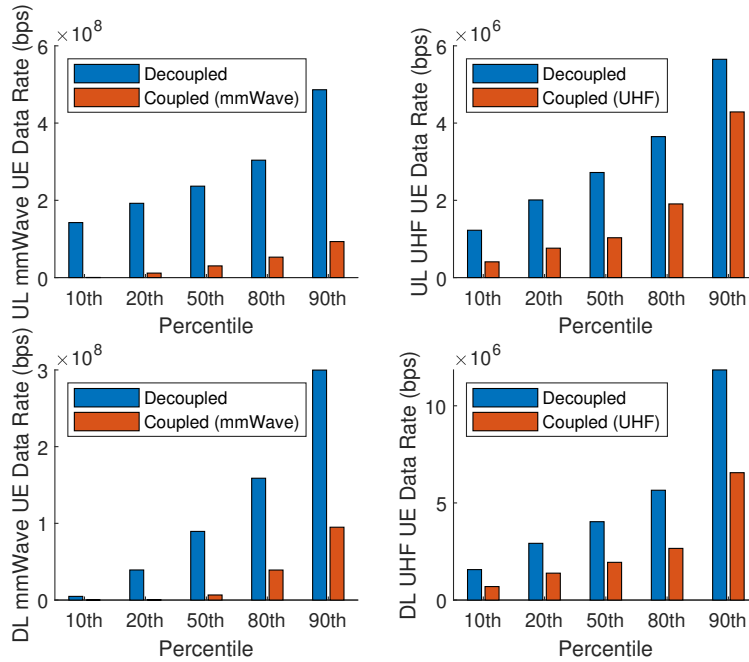 ×10^8
UL mmWave UE Data Rate (bps)
6
4
2
0
Decoupled
Coupled (mmWave)
10th 20th 50th 80th 90th
Percentile
×10^6
UL UHF UE Data Rate (bps)
6
4
2
0
Decoupled
Coupled (UHF)
10th 20th 50th 80th 90th
Percentile
×10^8
DL mmWave UE Data Rate (bps)
3
2
1
0
Decoupled
Coupled (mmWave)
10th 20th 50th 80th 90th
Percentile
×10^6
DL UHF UE Data Rate (bps)
10
5
0
Decoupled
Coupled (UHF)
10th 20th 50th 80th 90th
Percentile